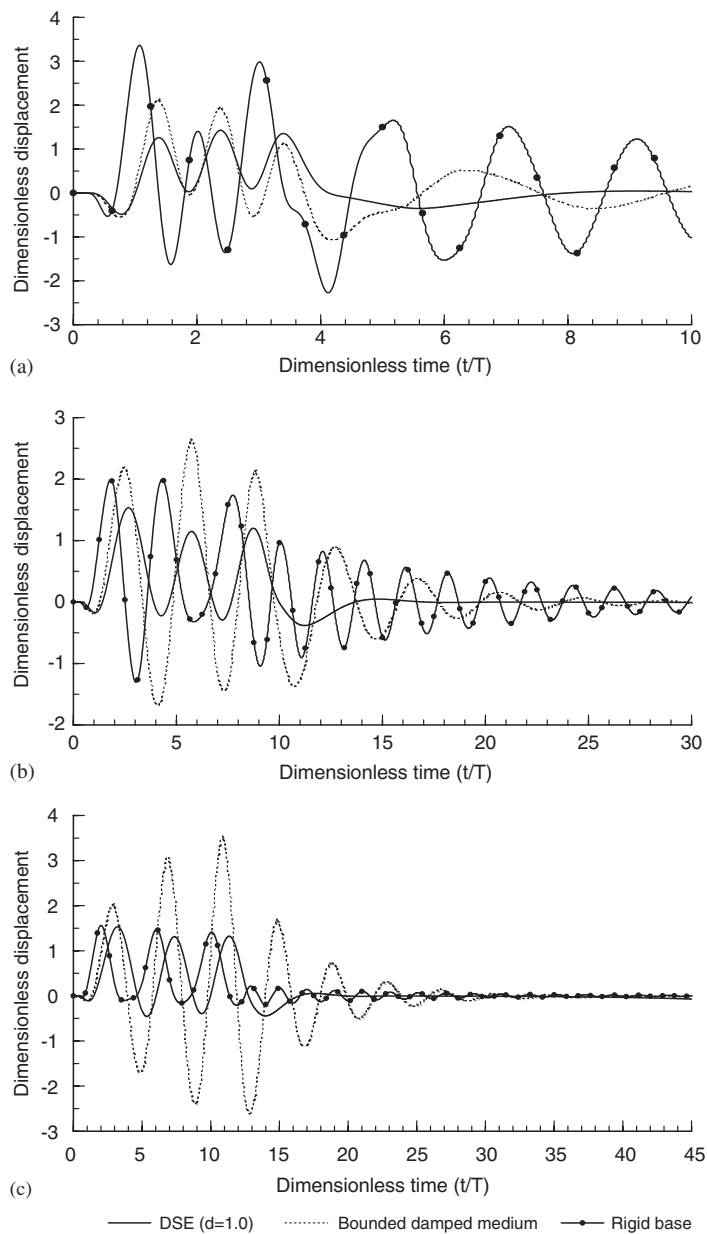 4
3
2
1
0
-1
-2
-3
Dimensionless displacement
0 2 4 6 8 10
Dimensionless time (t/T)
(a)
3
2
1
0
-1
-2
Dimensionless displacement
0 5 10 15 20 25 30
Dimensionless time (t/T)
(b)
4
3
2
1
0
-1
-2
-3
Dimensionless displacement
0 5 10 15 20 25 30 35 40 45
Dimensionless time (t/T)
(c)
DSE (d=1.0) Bounded damped medium Rigid base